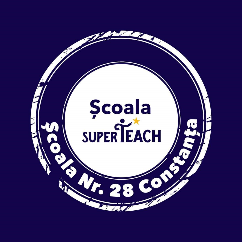 Școala
SUPERTEACH
Școala Nr. 28 Constanța